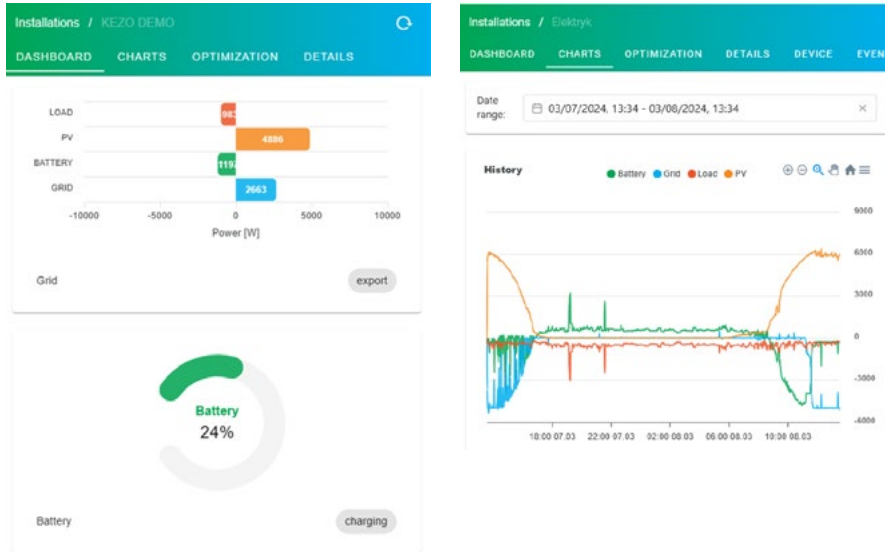 Installations / KEZO DEMO
DASHBOARD CHARTS OPTIMIZATION DETAILS
LOAD
983
PV
4886
BATTERY
GRID
2663
-10000 -5000 0 5000 10000
Power [W]
Grid
export
Battery
24%
Battery
charging
Installations / Elektryk
DASHBOARD CHARTS OPTIMIZATION DETAILS DEVICE EVEN
Date
range:
03/07/2024, 13:34 - 03/08/2024, 13:34
History
Battery Grid Load PV
9000
6000
3000
0
-3000
-6000
18:00 07.03 22:00 07.03 02:00 08.03 06:00 08.03 10:00 08.03